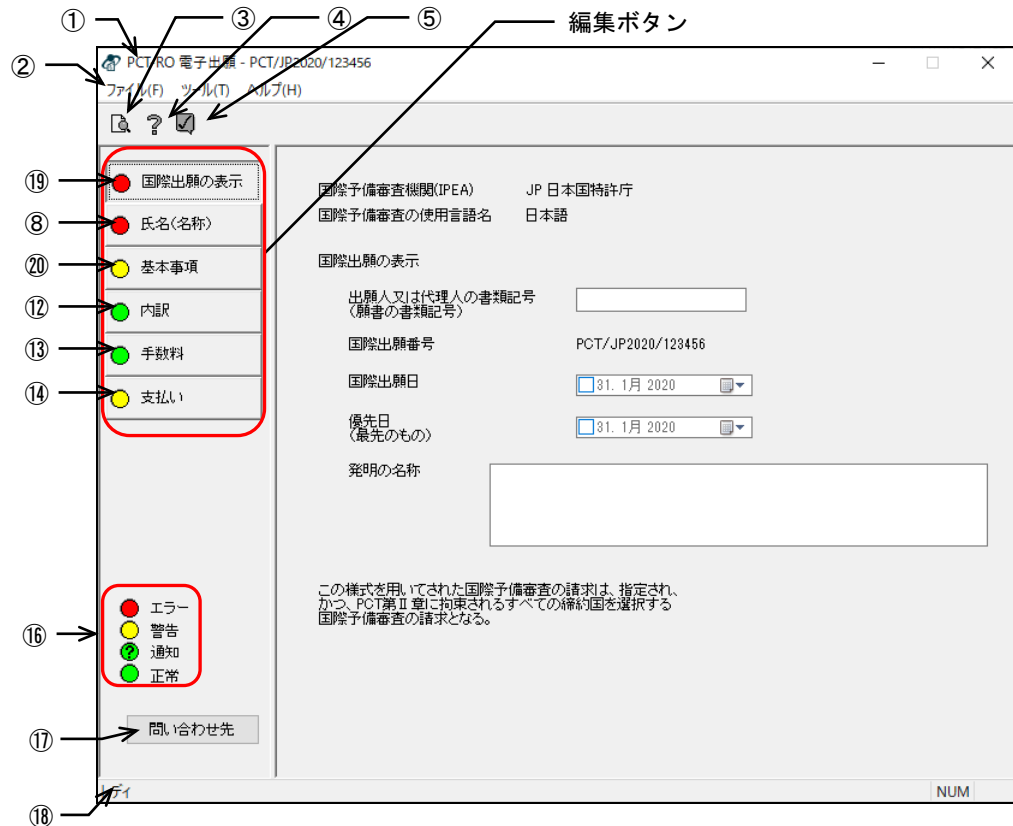 ① ③ ④ ⑤ 編集ボタン
PCT-RO 電子出願 - PCT/JP2020/123456
② ファイル(F) ツール(T) ヘルプ(H)
⑲ 国際出願の表示
⑧ 氏名(名称)
⑳ 基本事項
⑫ 内訳
⑬ 手数料
⑭ 支払い
国際予備審査機関(IPEA) JP 日本国特許庁
国際予備審査の使用言語名 日本語
国際出願の表示
出願人又は代理人の書類記号
(願書の書類記号)
国際出願番号 PCT/JP2020/123456
国際出願日 31. 1月 2020
優先日 31. 1月 2020
(最先のもの)
発明の名称
この様式を用いてされた国際予備審査の請求は、指定され、
かつ、PCT第Ⅱ章に拘束されるすべての締約国を選択する
国際予備審査の請求となる。
エラー
警告
⑯ 通知
正常
⑰ 問い合わせ先
レディ NUM
⑱